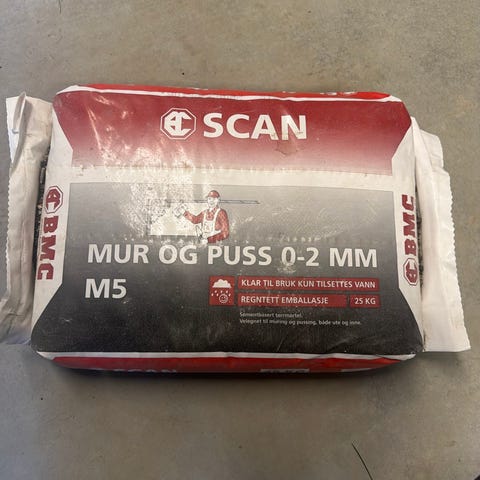 SCAN
MUR OG PUSS 0-2 MM
M5
KLAR TIL BRUK KUN TILSETTES VANN
REGNTETT EMBALLASJE
25 KG
Sementbasert tørrmørtel.
Velegnet til muring og pussing, både ute og inne.
BMC
BMC
SCAN